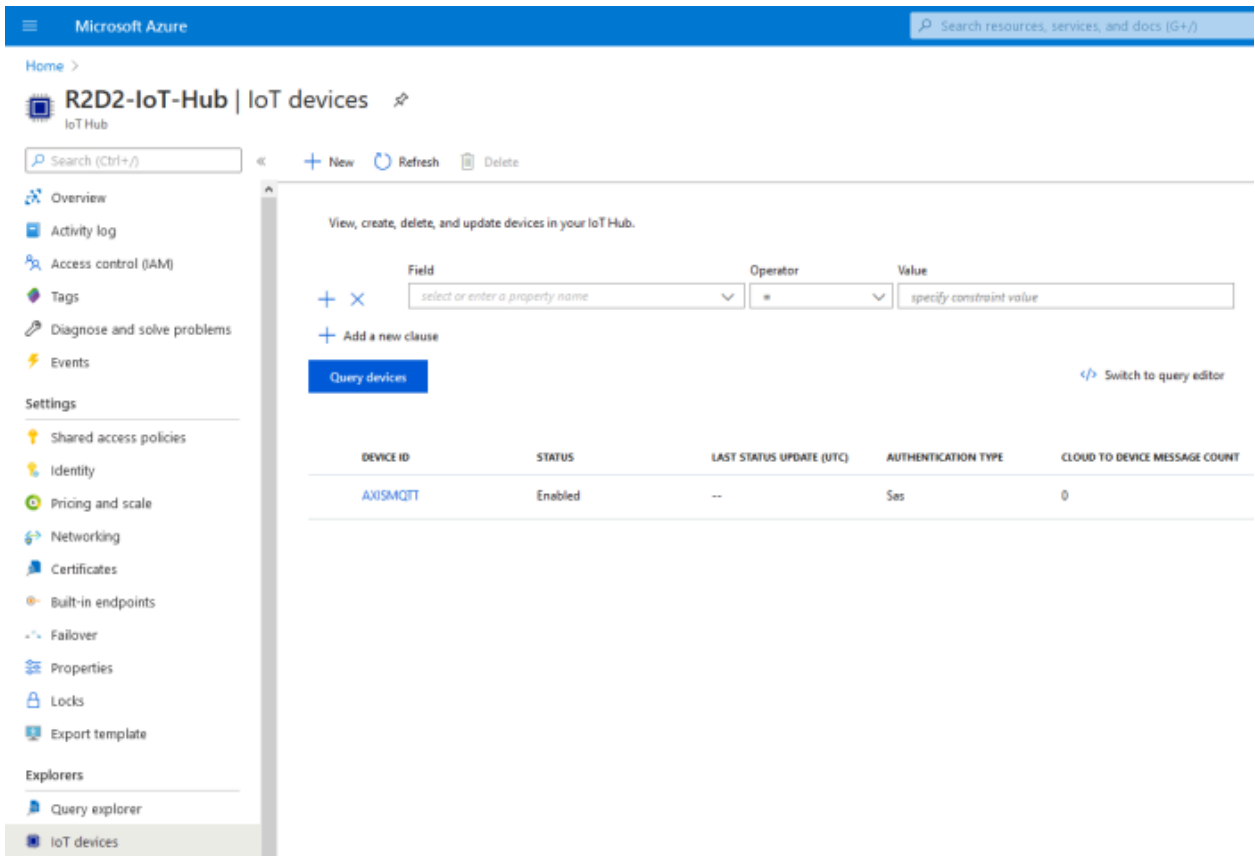 Microsoft Azure
Search resources, services, and docs (G+/)
Home >
R2D2-IoT-Hub | IoT devices
IoT Hub
Search (Ctrl+/)
«
New
Refresh
Delete
Overview
Activity log
Access control (IAM)
Tags
Diagnose and solve problems
Events
Settings
Shared access policies
Identity
Pricing and scale
Networking
Certificates
Built-in endpoints
Failover
Properties
Locks
Export template
Explorers
Query explorer
IoT devices
View, create, delete, and update devices in your IoT Hub.
Field Operator Value
select or enter a property name = specify constraint value
Add a new clause
Query devices
</> Switch to query editor
DEVICE ID STATUS LAST STATUS UPDATE (UTC) AUTHENTICATION TYPE CLOUD TO DEVICE MESSAGE COUNT
AXISMQTT Enabled -- Sas 0